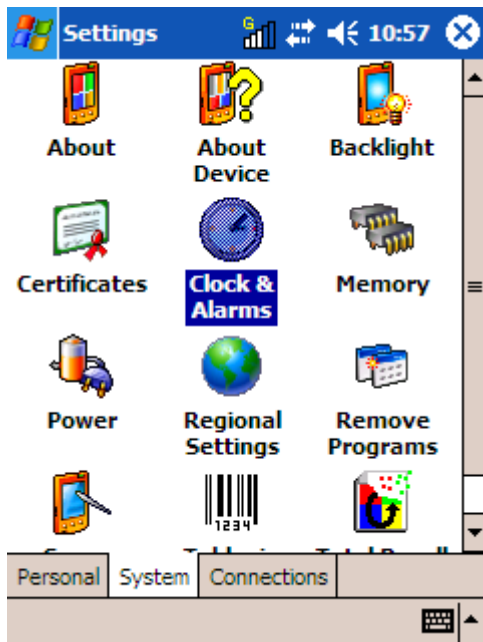 Settings G 10:57
About About Backlight
Device
Certificates Clock & Memory
Alarms
Power Regional Remove
Settings Programs
1234
Personal System Connections